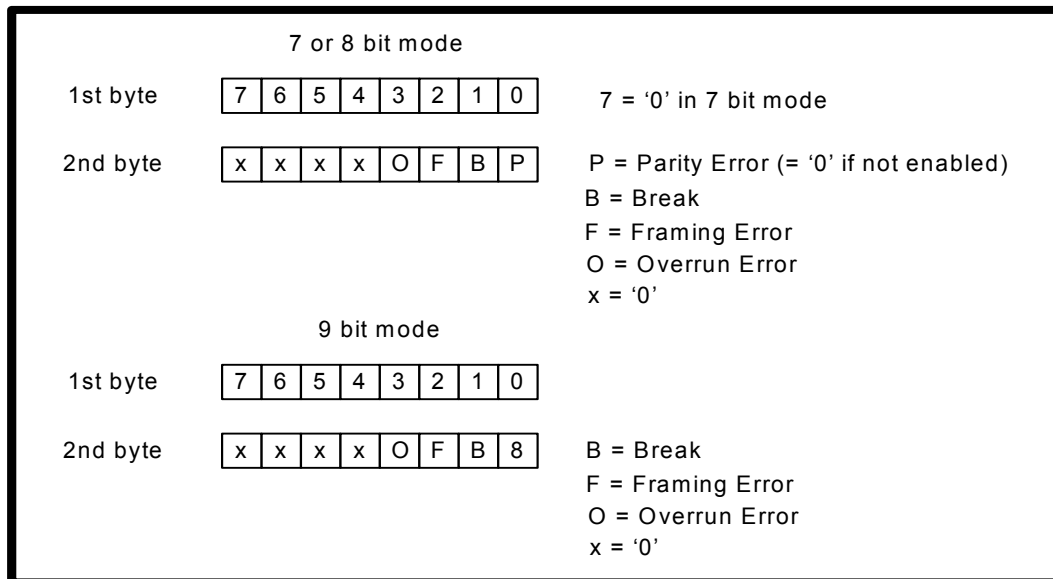 7 or 8 bit mode
1st byte 7 6 5 4 3 2 1 0 7 = ‘0’ in 7 bit mode
2nd byte x x x x O F B P P = Parity Error (= ‘0’ if not enabled)
B = Break
F = Framing Error
O = Overrun Error
x = ‘0’
9 bit mode
1st byte 7 6 5 4 3 2 1 0
2nd byte x x x x O F B 8 B = Break
F = Framing Error
O = Overrun Error
x = ‘0’